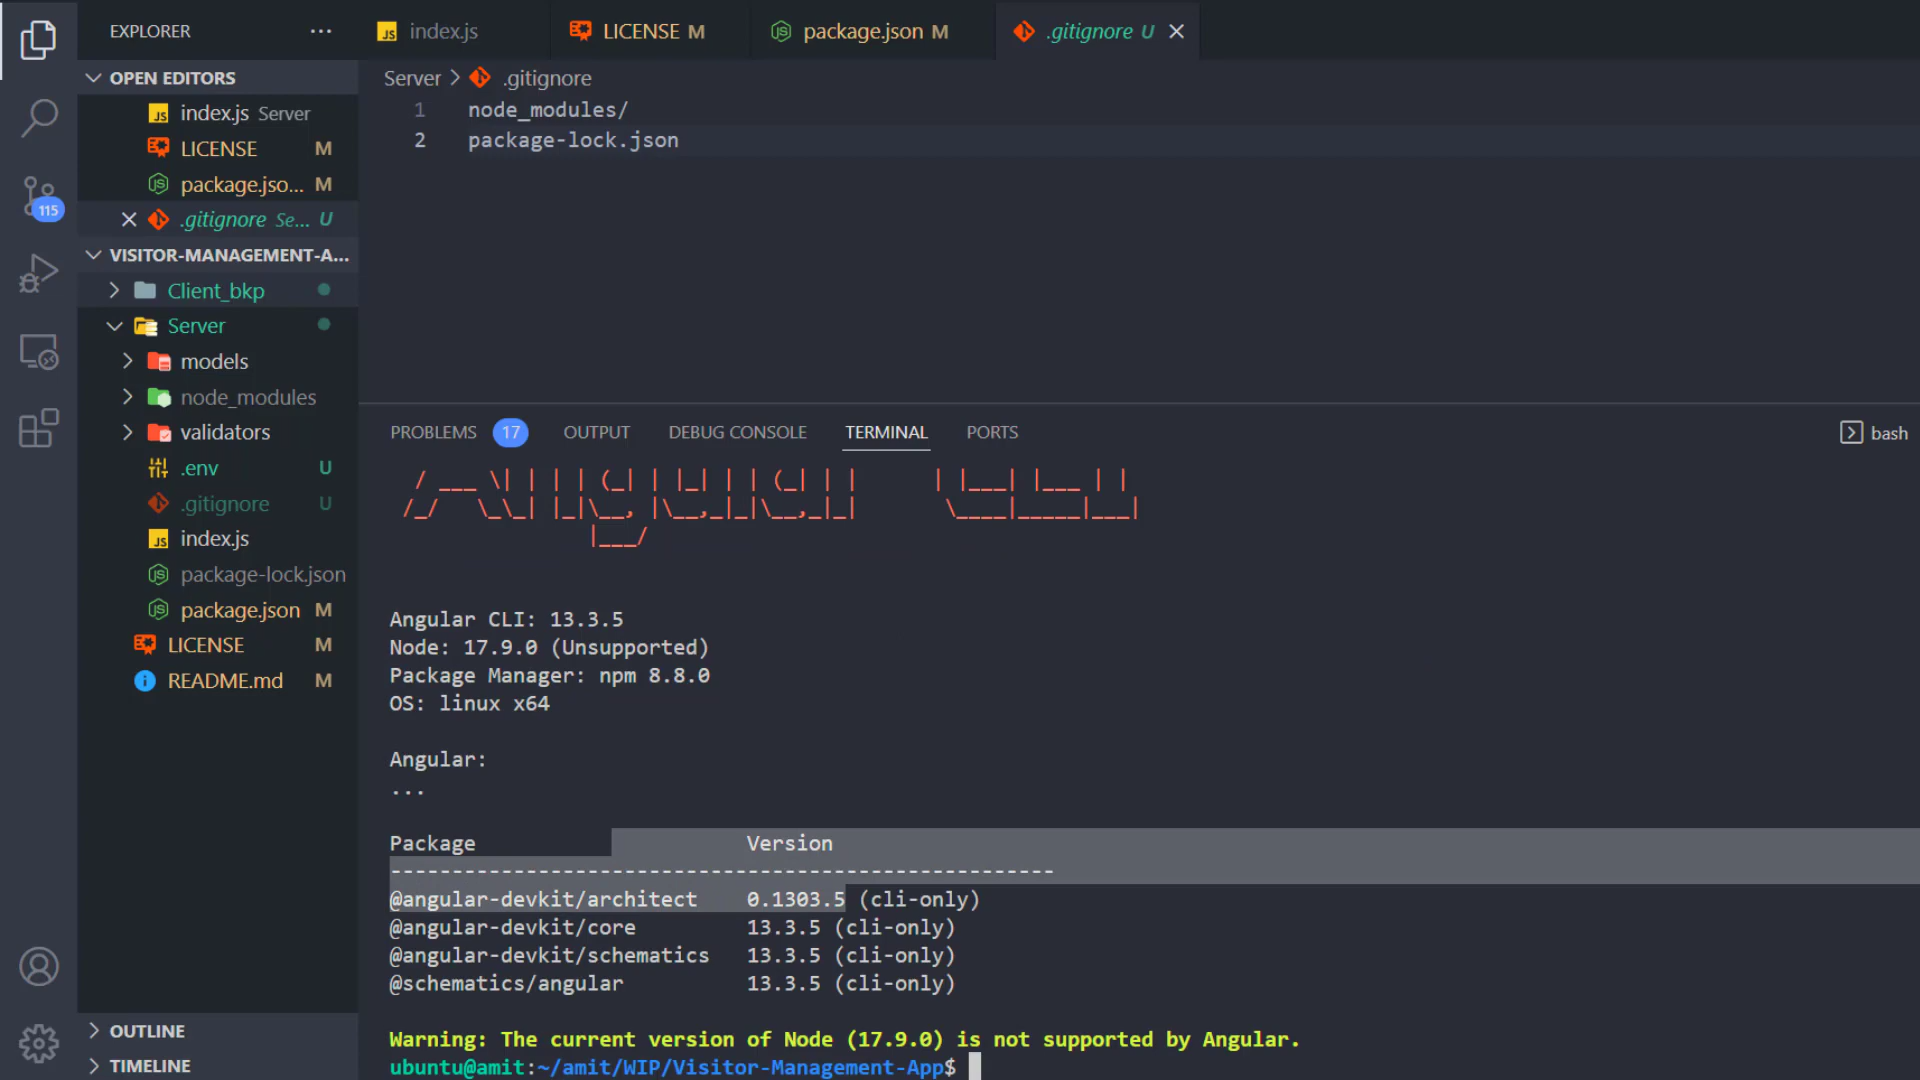 EXPLORER
index.js
LICENSE M
package.json M
.gitignore U
OPEN EDITORS
index.js Server
LICENSE M
package.jso... M
.gitignore Se... U
VISITOR-MANAGEMENT-A...
Client_bkp
Server
models
node_modules
validators
.env U
.gitignore U
index.js
package-lock.json
package.json M
LICENSE M
README.md M
OUTLINE
TIMELINE
115
Server > .gitignore
1 node_modules/
2 package-lock.json
PROBLEMS 17 OUTPUT DEBUG CONSOLE TERMINAL PORTS
bash
Angular CLI: 13.3.5
Node: 17.9.0 (Unsupported)
Package Manager: npm 8.8.0
OS: linux x64
Angular:
...
Package Version
------------------------------------------------------
@angular-devkit/architect 0.1303.5 (cli-only)
@angular-devkit/core 13.3.5 (cli-only)
@angular-devkit/schematics 13.3.5 (cli-only)
@schematics/angular 13.3.5 (cli-only)
Warning: The current version of Node (17.9.0) is not supported by Angular.
ubuntu@amit:~/amit/WIP/Visitor-Management-App$